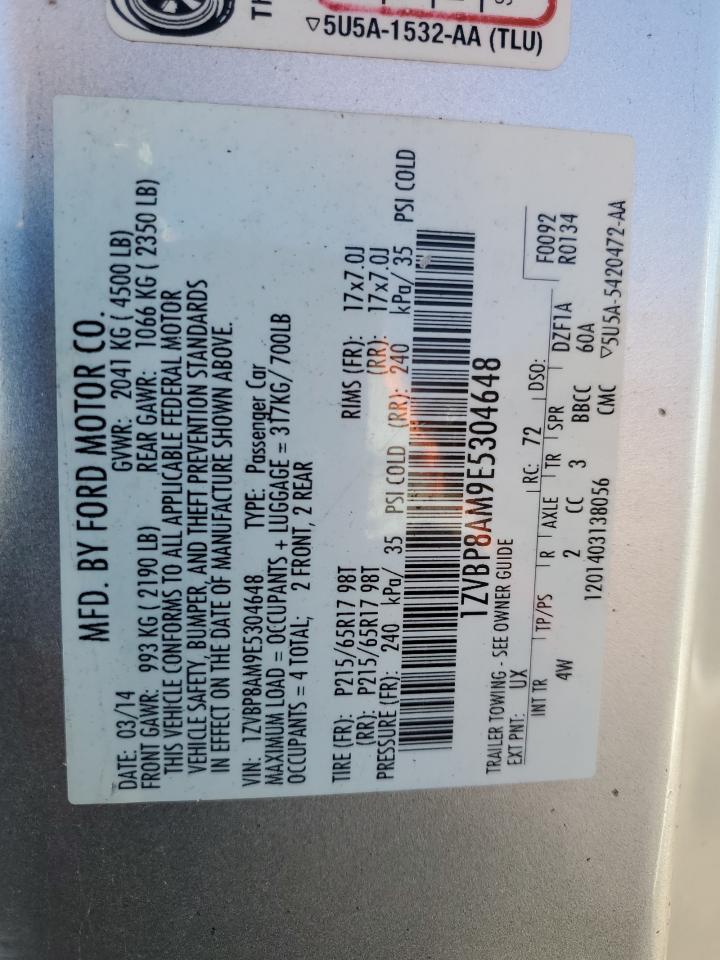 TH
▽5U5A-1532-AA (TLU)
MFD. BY FORD MOTOR CO.
DATE: 03/14 GVWR: 2041 KG ( 4500 LB)
FRONT GAWR: 993 KG ( 2190 LB) REAR GAWR: 1066 KG ( 2350 LB)
THIS VEHICLE CONFORMS TO ALL APPLICABLE FEDERAL MOTOR
VEHICLE SAFETY, BUMPER, AND THEFT PREVENTION STANDARDS
IN EFFECT ON THE DATE OF MANUFACTURE SHOWN ABOVE.
VIN: 1ZVBP8AM9E5304648 TYPE: Passenger Car
MAXIMUM LOAD = OCCUPANTS + LUGGAGE = 317KG/ 700LB
OCCUPANTS = 4 TOTAL; 2 FRONT, 2 REAR
TIRE (FR): P215/65R17 98T RIMS (FR): 17x7.0J
(RR): P215/65R17 98T (RR): 17x7.0J
PRESSURE (FR): 240 kPa/ 35 PSI COLD (RR): 240 kPa/ 35 PSI COLD
1ZVBP8AM9E5304648
TRAILER TOWING - SEE OWNER GUIDE
EXT PNT: UX RC: 72 DSO: F0092
R0134
INT TR TP/PS R AXLE TR SPR DZF1A
4W 2 CC 3 BBCC 60A
1201403138056 CMC ▽5U5A-5420472-AA